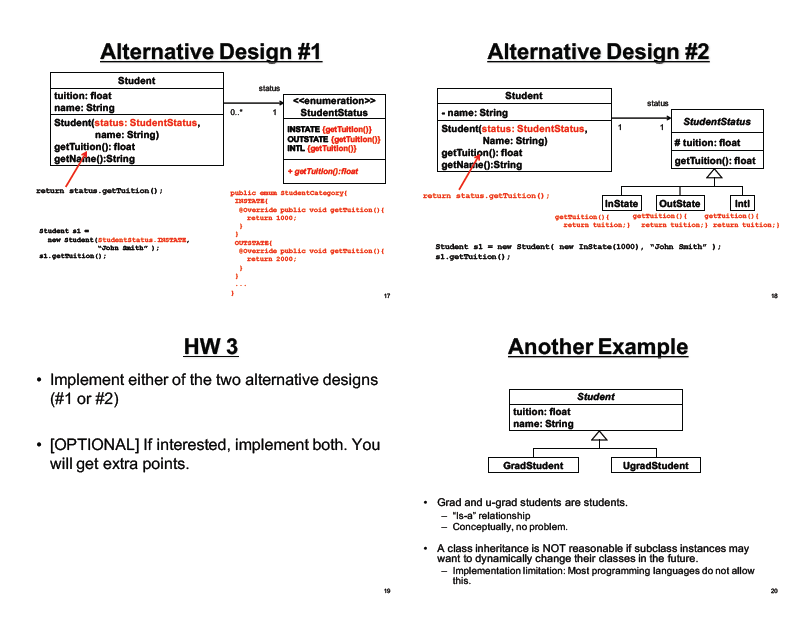 Alternative Design #1
Student
tuition: float
name: String
Student(status: StudentStatus,
name: String)
getTuition(): float
getName():String
status
0..*
1
<<enumeration>>
StudentStatus
INSTATE {getTuition()}
OUTSTATE {getTuition()}
INTL {getTuition()}
+ getTuition():float
return status.getTuition();
Student s1 =
new Student(StudentStatus.INSTATE,
"John Smith" );
s1.getTuition();
public enum StudentCategory{
INSTATE{
@Override public void getTuition(){
return 1000;
}
}
OUTSTATE{
@Override public void getTuition(){
return 2000;
}
}
...
}
17
Alternative Design #2
Student
- name: String
Student(status: StudentStatus,
Name: String)
getTuition(): float
getName():String
status
1
1
StudentStatus
# tuition: float
getTuition(): float
return status.getTuition();
InState
OutState
Intl
getTuition(){
return tuition;}
getTuition(){
return tuition;}
getTuition(){
return tuition;}
Student s1 = new Student( new InState(1000), “John Smith” );
s1.getTuition();
18
HW 3
• Implement either of the two alternative designs
(#1 or #2)
• [OPTIONAL] If interested, implement both. You
will get extra points.
19
Another Example
Student
tuition: float
name: String
GradStudent
UgradStudent
• Grad and u-grad students are students.
– "Is-a" relationship
– Conceptually, no problem.
• A class inheritance is NOT reasonable if subclass instances may
want to dynamically change their classes in the future.
– Implementation limitation: Most programming languages do not allow
this.
20